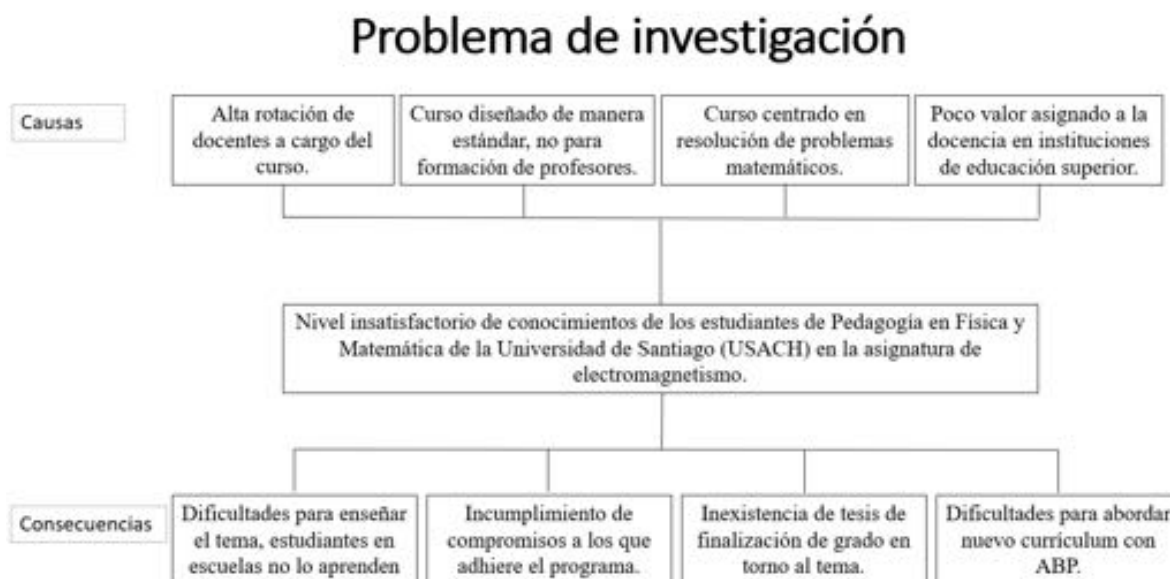 Problema de investigación
Causas
Alta rotación de
docentes a cargo del
curso.
Curso diseñado de manera
estándar, no para
formación de profesores.
Curso centrado en
resolución de problemas
matemáticos.
Poco valor asignado a la
docencia en instituciones
de educación superior.
Nivel insatisfactorio de conocimientos de los estudiantes de Pedagogía en Física y
Matemática de la Universidad de Santiago (USACH) en la asignatura de
electromagnetismo.
Consecuencias
Dificultades para enseñar
el tema, estudiantes en
escuelas no lo aprenden
Incumplimiento de
compromisos a los que
adhiere el programa.
Inexistencia de tesis de
finalización de grado en
torno al tema.
Dificultades para abordar
nuevo currículum con
ABP.